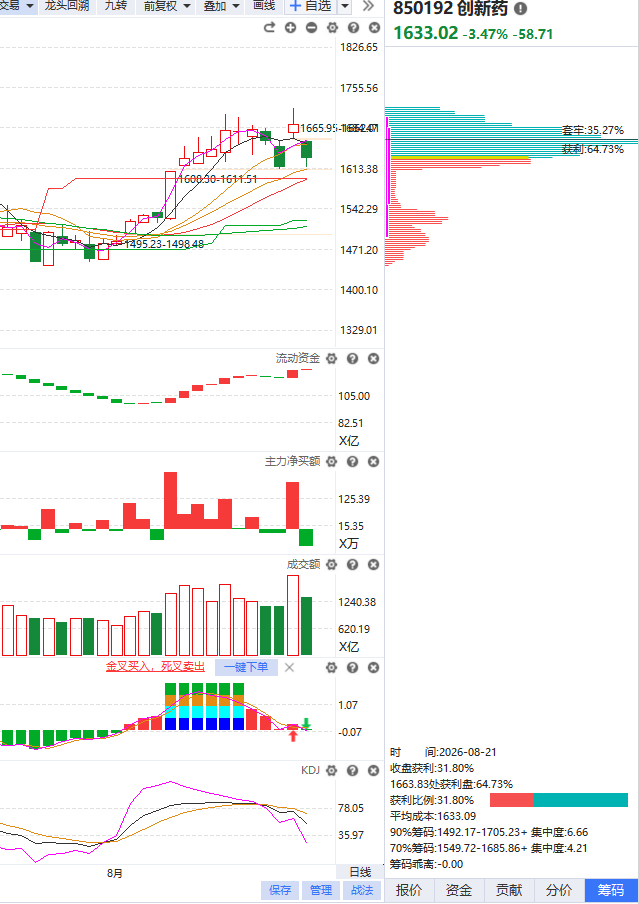 交易 龙头回溯 九转 前复权 叠加 画线 自选
850192 创新药
1633.02 -3.47% -58.71
1826.65
1755.56
1613.38
1542.29
1471.20
1400.10
1329.01
1608.30-1611.51
1495.23-1498.48
套牢:35.27%
获利:64.73%
流动资金
105.00
82.51
X亿
主力净买额
125.39
15.35
X万
成交额
1240.38
620.19
X亿
金叉买入，死叉卖出 一键下单
1.07
-0.07
KDJ
78.05
35.97
8月 日线
保存 管理 战法
时 间:2026-08-21
收盘获利:31.80%
1663.83处获利盘:64.73%
获利比例:31.80%
平均成本:1633.09
90%筹码:1492.17-1705.23+ 集中度:6.66
70%筹码:1549.72-1685.86+ 集中度:4.21
筹码乖离:-0.00
报价 资金 贡献 分价 筹码